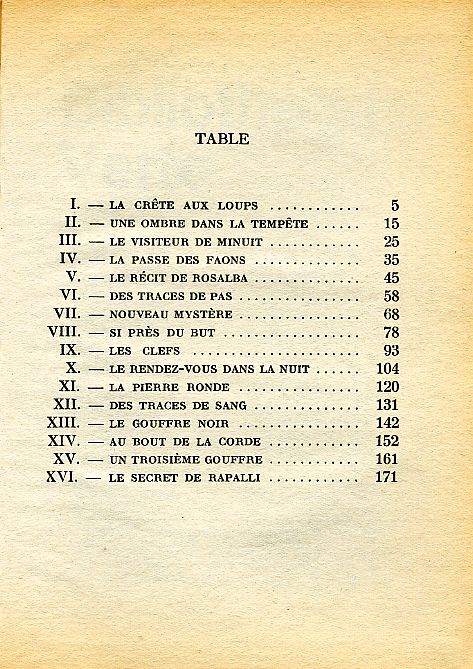 TABLE
I. — LA CRÊTE AUX LOUPS ............ 5
II. — UNE OMBRE DANS LA TEMPÊTE ...... 15
III. — LE VISITEUR DE MINUIT ........... 25
IV. — LA PASSE DES FAONS ............. 35
V. — LE RÉCIT DE ROSALBA ............. 45
VI. — DES TRACES DE PAS .............. 58
VII. — NOUVEAU MYSTÈRE .............. 68
VIII. — SI PRÈS DU BUT ................ 78
IX. — LES CLEFS .................... 93
X. — LE RENDEZ-VOUS DANS LA NUIT ...... 104
XI. — LA PIERRE RONDE ............... 120
XII. — DES TRACES DE SANG ............. 131
XIII. — LE GOUFFRE NOIR ............... 142
XIV. — AU BOUT DE LA CORDE ............ 152
XV. — UN TROISIÈME GOUFFRE ........... 161
XVI. — LE SECRET DE RAPALLI ............ 171